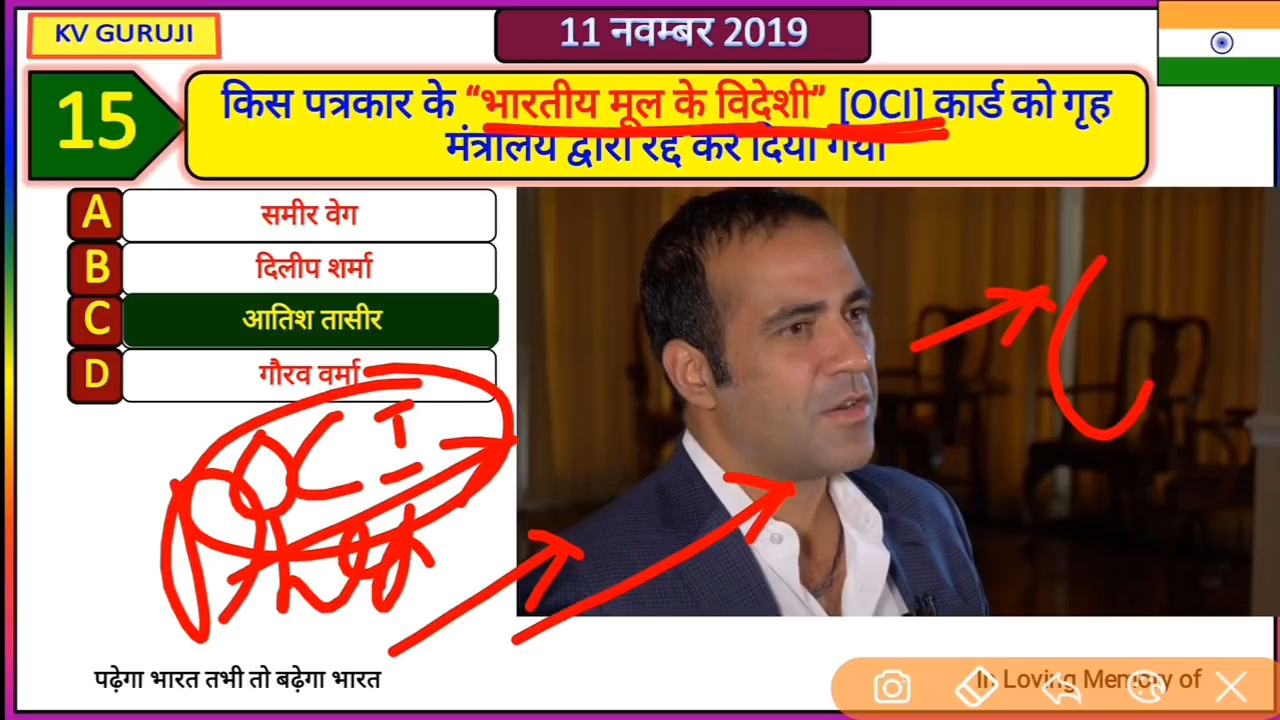 KV GURUJI
11 नवम्बर 2019
15
किस पत्रकार के “भारतीय मूल के विदेशी” [OCI] कार्ड को गृह
मंत्रालय द्वारा रद्द कर दिया गया
A समीर वेग
B दिलीप शर्मा
C आतिश तासीर
D गौरव वर्मा
OCI
पढ़ेगा भारत तभी तो बढ़ेगा भारत
In Loving Memory of